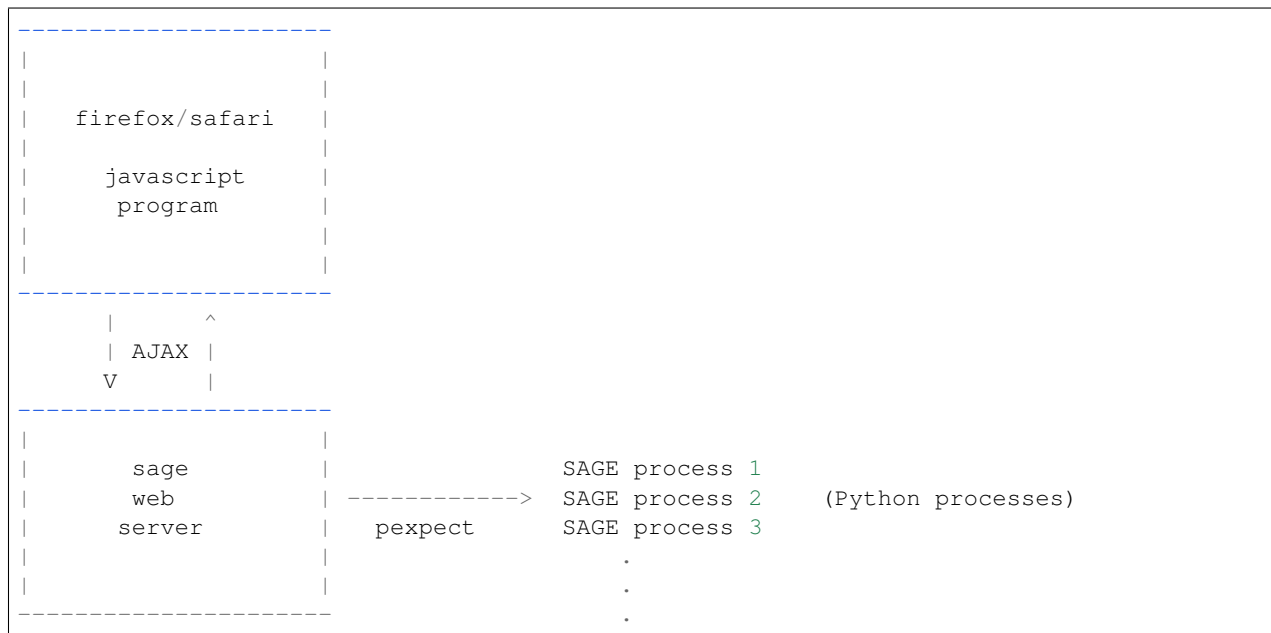 ----------------------
|                    |
|                    |
|   firefox/safari   |
|                    |
|     javascript     |
|      program       |
|                    |
|                    |
----------------------
      |      ^
      | AJAX |
      V      |
----------------------
|                    |
|       sage         |                SAGE process 1
|       web          | ------------>  SAGE process 2    (Python processes)
|      server        |   pexpect      SAGE process 3
|                    |                    .
|                    |                    .
----------------------                    .